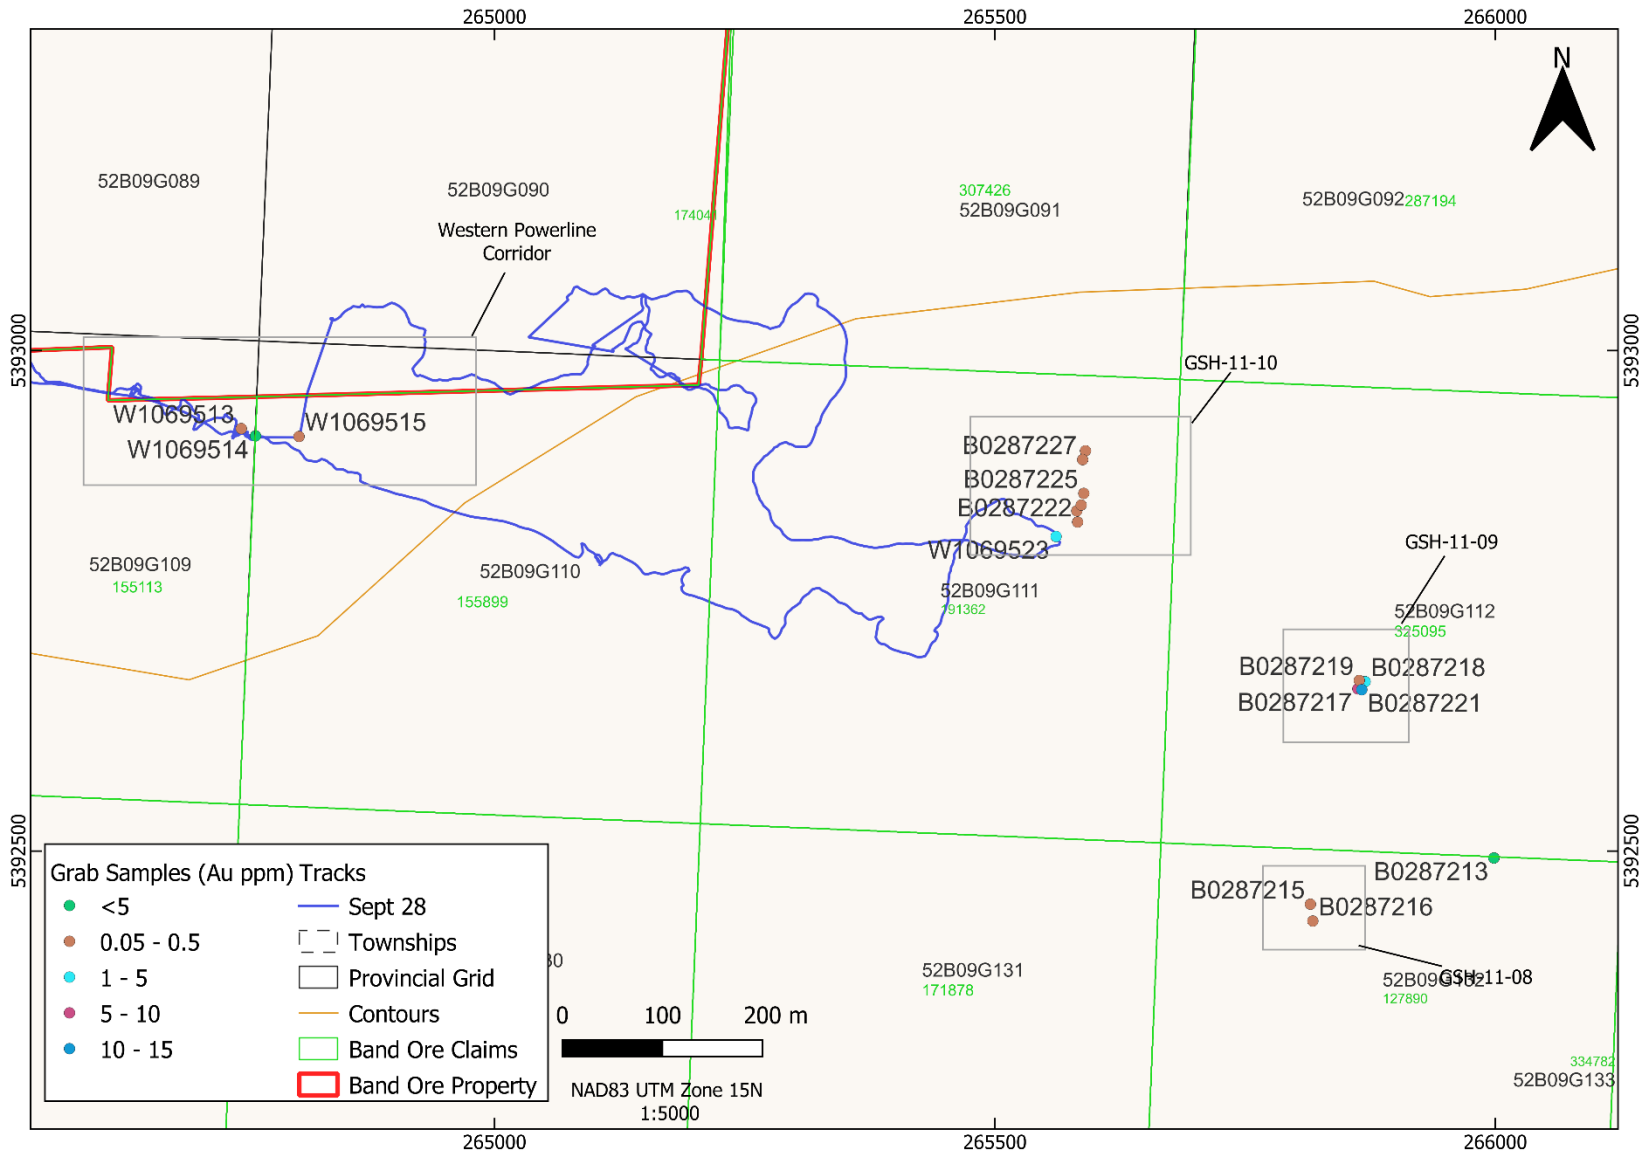 265000
265500
266000
N
52B09G089
52B09G090
307426
52B09G091
52B09G092
287194
17404
Western Powerline
Corridor
5393000
5393000
GSH-11-10
W1069513
W1069515
W1069514
B0287227
B0287225
B0287222
W1069523
GSH-11-09
52B09G109
155113
52B09G110
155899
52B09G111
191362
52B09G112
325095
B0287219
B0287218
B0287217
B0287221
5392500
5392500
B0287213
B0287215
B0287216
GSH-11-08
52B09G131
171878
127890
334782
52B09G133
Grab Samples (Au ppm)
<5
0.05 - 0.5
1 - 5
5 - 10
10 - 15
Tracks
Sept 28
Townships
Provincial Grid
Contours
Band Ore Claims
Band Ore Property
0 100 200 m
NAD83 UTM Zone 15N
1:5000
265000
265500
266000